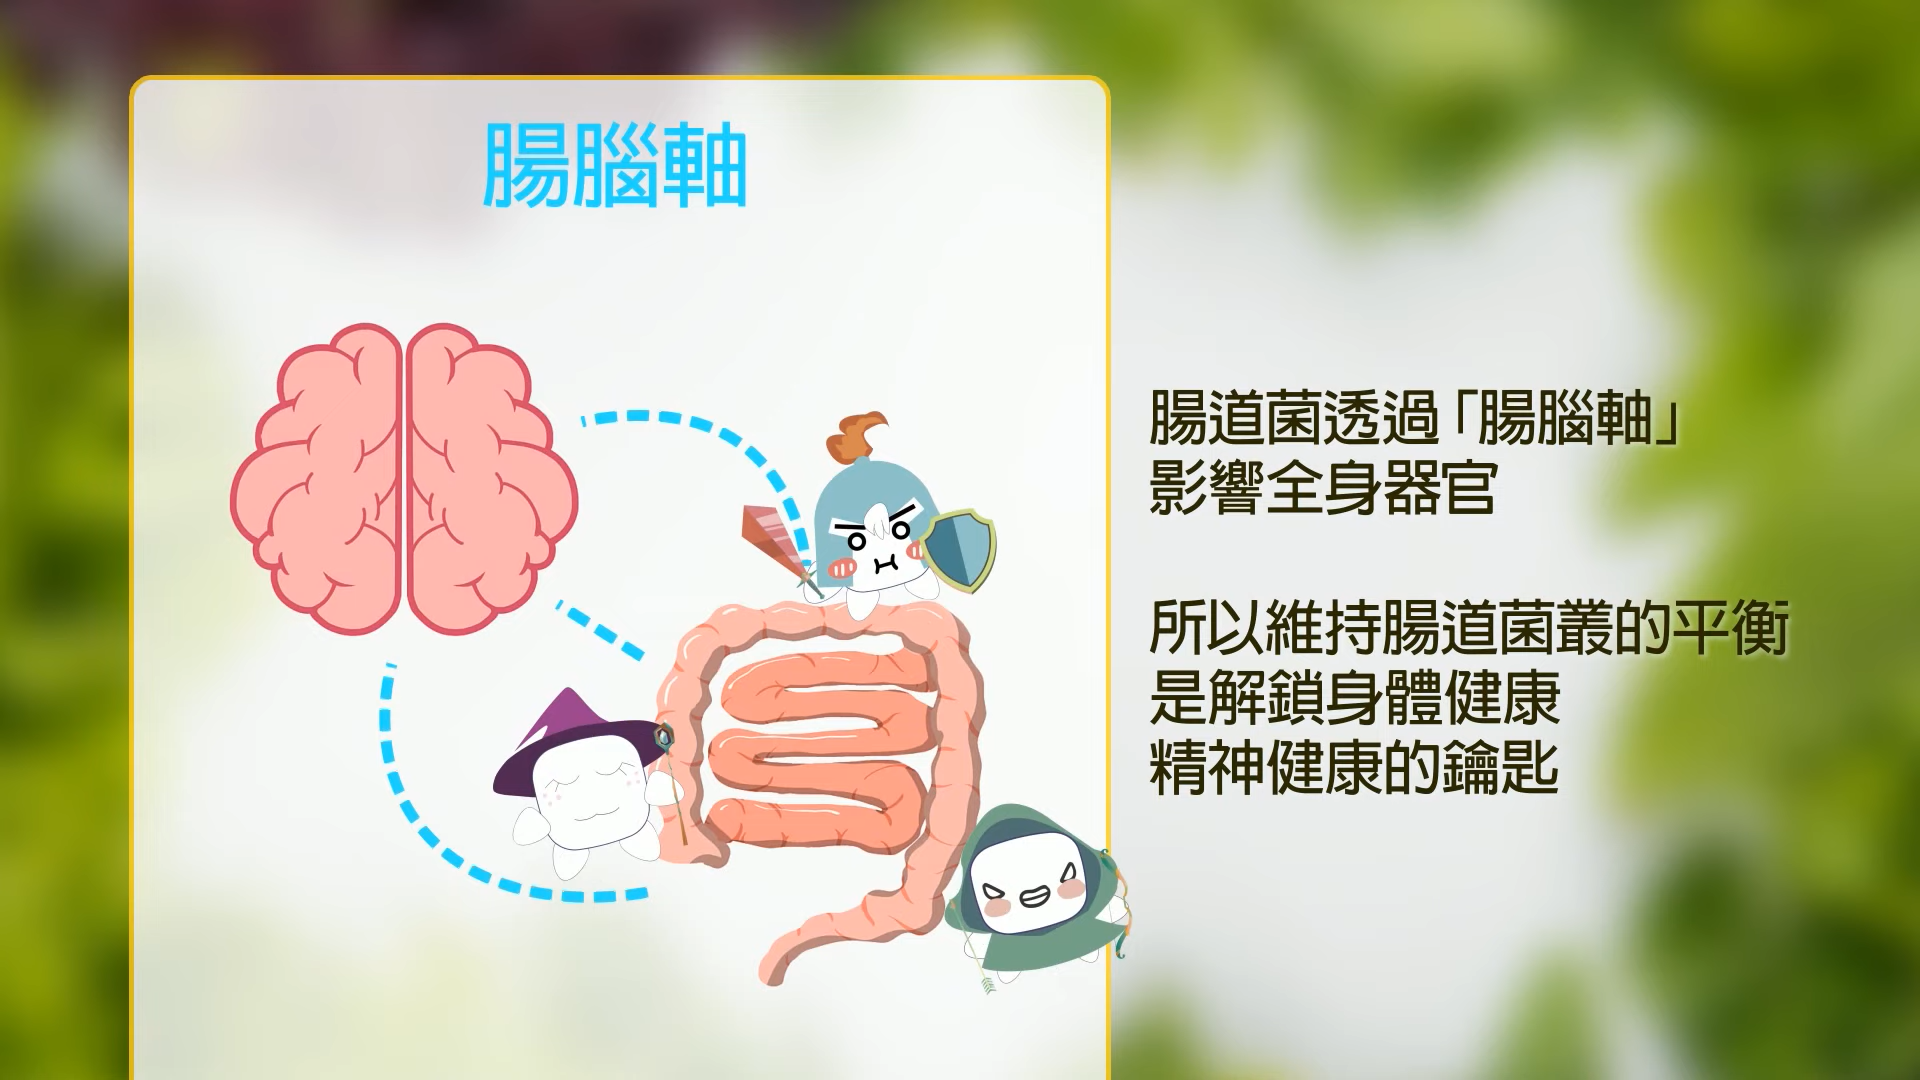 腸腦軸
腸道菌透過「腸腦軸」
影響全身器官
所以維持腸道菌叢的平衡
是解鎖身體健康
精神健康的鑰匙